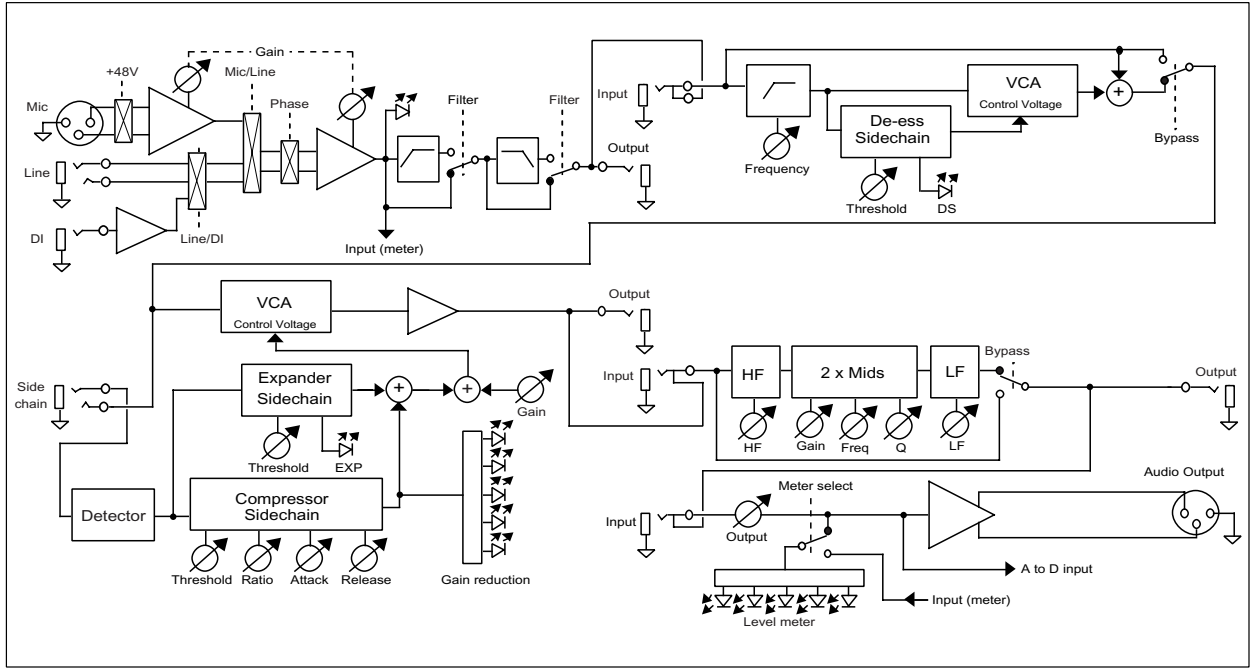 Gain
+48V
Mic/Line
Mic
Phase
Line
DI
Line/DI
Filter
Filter
Input (meter)
Output
Input
Frequency
De-ess
Sidechain
Threshold
DS
VCA
Control Voltage
+
Bypass
VCA
Control Voltage
Output
Side
chain
Expander
Sidechain
+
+
Gain
Threshold
EXP
Detector
Compressor
Sidechain
Threshold
Ratio
Attack
Release
Gain reduction
Input
HF
2 x Mids
LF
Bypass
Output
HF
Gain
Freq
Q
LF
Input
Output
Meter select
Audio Output
A to D input
Input (meter)
Level meter